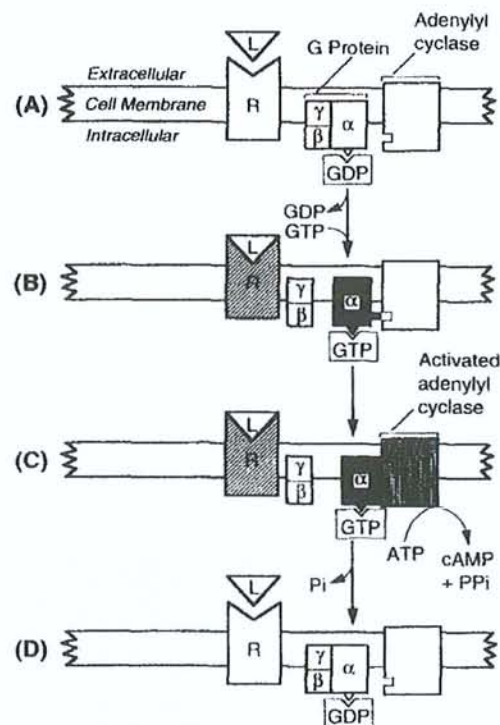 L
Adenylyl
cyclase
G Protein
Extracellular
(A)
Cell Membrane
R
γ
α
β
Intracellular
GDP
GDP
GTP
(B)
L
R
γ
α
β
GTP
Activated
adenylyl
cyclase
(C)
L
R
γ
α
β
GTP
ATP
cAMP
+ PPi
Pi
L
(D)
R
γ
α
β
GDP